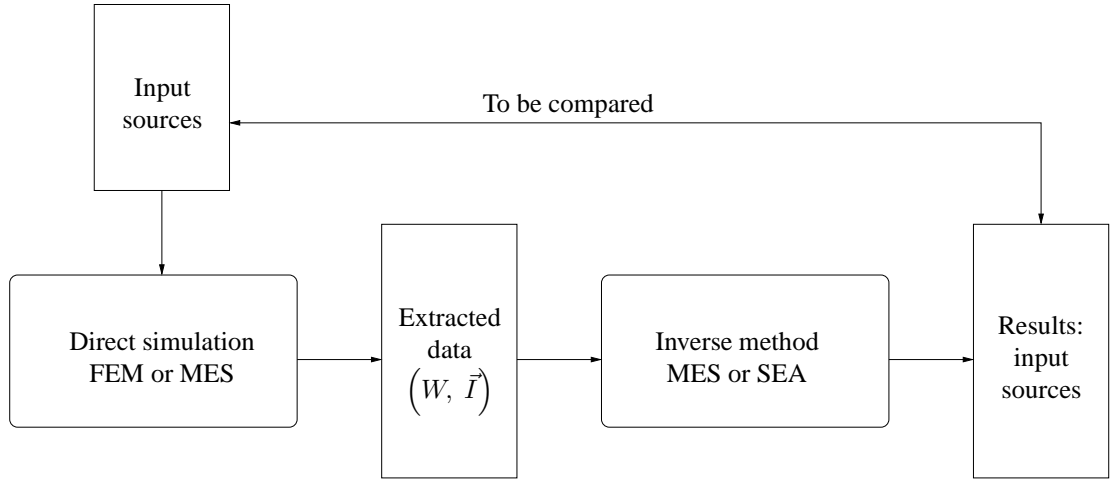 Input
sources
To be compared
Direct simulation
FEM or MES
Extracted
data
(W, \vec{I})
Inverse method
MES or SEA
Results:
input
sources